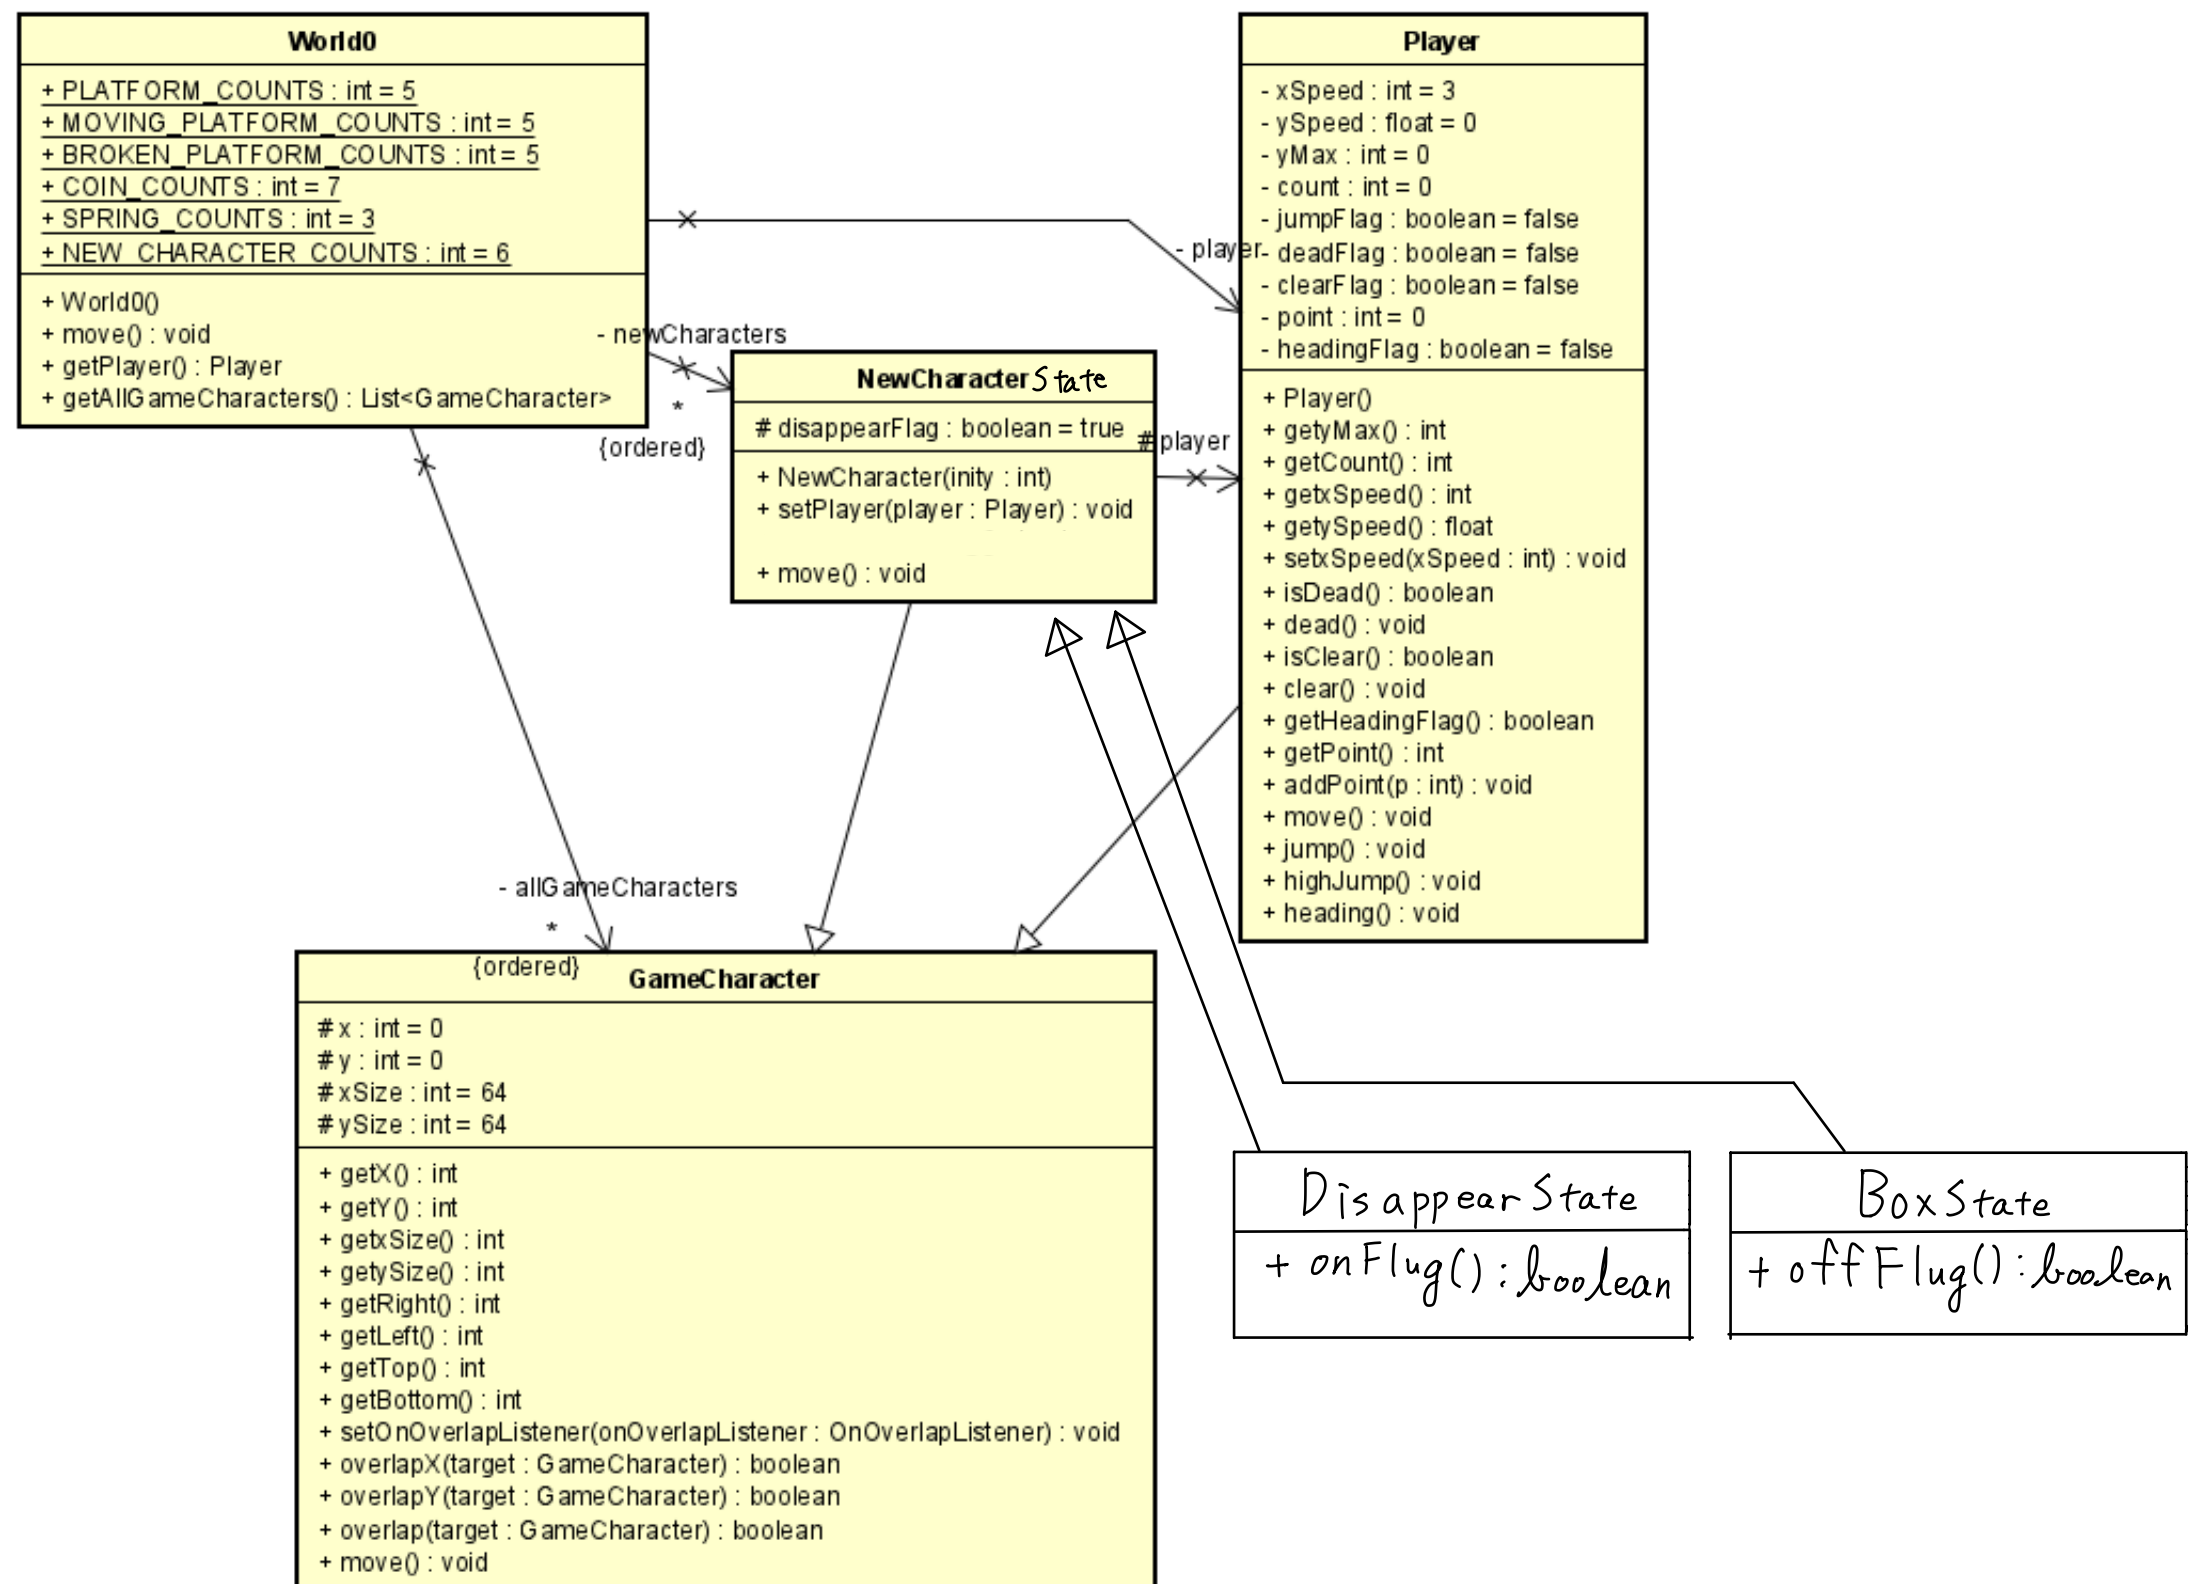 World0
+ PLATFORM_COUNTS : int = 5
+ MOVING_PLATFORM_COUNTS : int = 5
+ BROKEN_PLATFORM_COUNTS : int = 5
+ COIN_COUNTS : int = 7
+ SPRING_COUNTS : int = 3
+ NEW_CHARACTER_COUNTS : int = 6
+ World0()
+ move() : void
+ getPlayer() : Player
+ getAllGameCharacters() : List<GameCharacter>
- player
- newCharacters
*
{ordered}
NewCharacterState
# disappearFlag : boolean = true
+ NewCharacter(inity : int)
+ setPlayer(player : Player) : void
+ move() : void
# player
Player
- xSpeed : int = 3
- ySpeed : float = 0
- yMax : int = 0
- count : int = 0
- jumpFlag : boolean = false
- deadFlag : boolean = false
- clearFlag : boolean = false
- point : int = 0
- headingFlag : boolean = false
+ Player()
+ getyMax() : int
+ getCount() : int
+ getxSpeed() : int
+ getySpeed() : float
+ setxSpeed(xSpeed : int) : void
+ isDead() : boolean
+ dead() : void
+ isClear() : boolean
+ clear() : void
+ getHeadingFlag() : boolean
+ getPoint() : int
+ addPoint(p : int) : void
+ move() : void
+ jump() : void
+ highJump() : void
+ heading() : void
- allGameCharacters
*
{ordered}
GameCharacter
# x : int = 0
# y : int = 0
# xSize : int = 64
# ySize : int = 64
+ getX() : int
+ getY() : int
+ getxSize() : int
+ getySize() : int
+ getRight() : int
+ getLeft() : int
+ getTop() : int
+ getBottom() : int
+ setOnOverlapListener(onOverlapListener : OnOverlapListener) : void
+ overlapX(target : GameCharacter) : boolean
+ overlapY(target : GameCharacter) : boolean
+ overlap(target : GameCharacter) : boolean
+ move() : void
DisappearState
+ onFlug() : boolean
BoxState
+ offFlug() : boolean